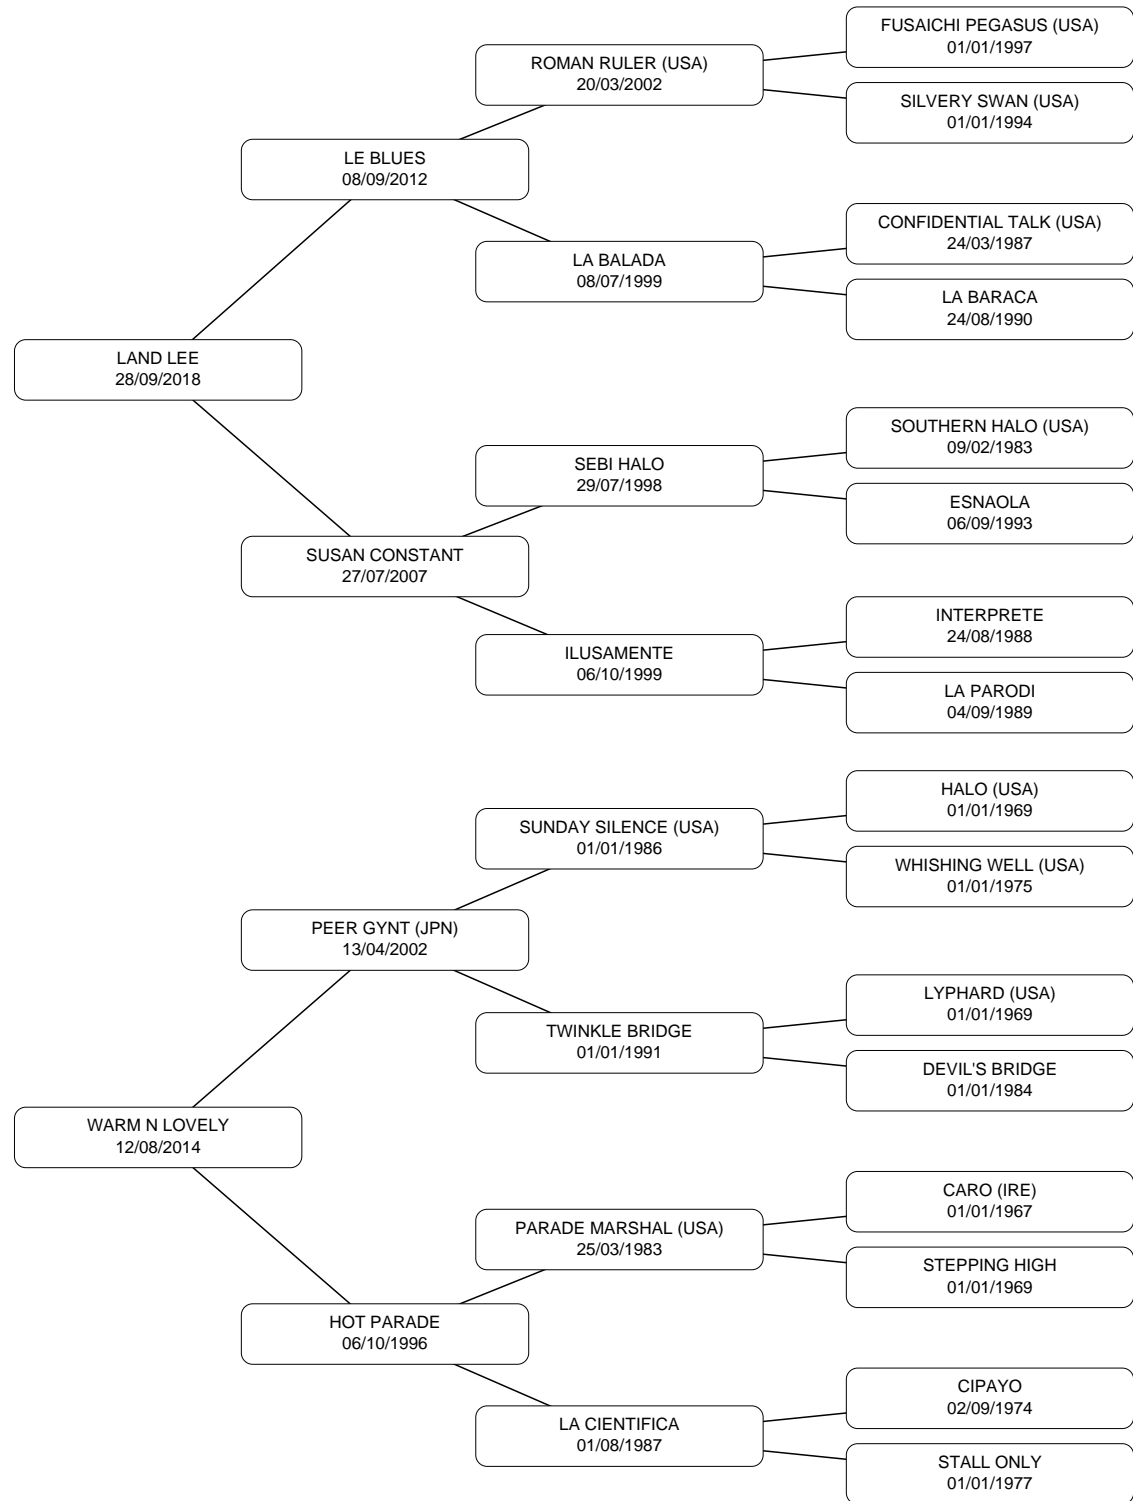 FUSAICHI PEGASUS (USA)
01/01/1997
ROMAN RULER (USA)
20/03/2002
SILVERY SWAN (USA)
01/01/1994
LE BLUES
08/09/2012
CONFIDENTIAL TALK (USA)
24/03/1987
LA BALADA
08/07/1999
LA BARACA
24/08/1990
LAND LEE
28/09/2018
SOUTHERN HALO (USA)
09/02/1983
SEBI HALO
29/07/1998
ESNAOLA
06/09/1993
SUSAN CONSTANT
27/07/2007
INTERPRETE
24/08/1988
ILUSAMENTE
06/10/1999
LA PARODI
04/09/1989
HALO (USA)
01/01/1969
SUNDAY SILENCE (USA)
01/01/1986
WHISHING WELL (USA)
01/01/1975
PEER GYNT (JPN)
13/04/2002
LYPHARD (USA)
01/01/1969
TWINKLE BRIDGE
01/01/1991
DEVIL'S BRIDGE
01/01/1984
WARM N LOVELY
12/08/2014
CARO (IRE)
01/01/1967
PARADE MARSHAL (USA)
25/03/1983
STEPPING HIGH
01/01/1969
HOT PARADE
06/10/1996
CIPAYO
02/09/1974
LA CIENTIFICA
01/08/1987
STALL ONLY
01/01/1977